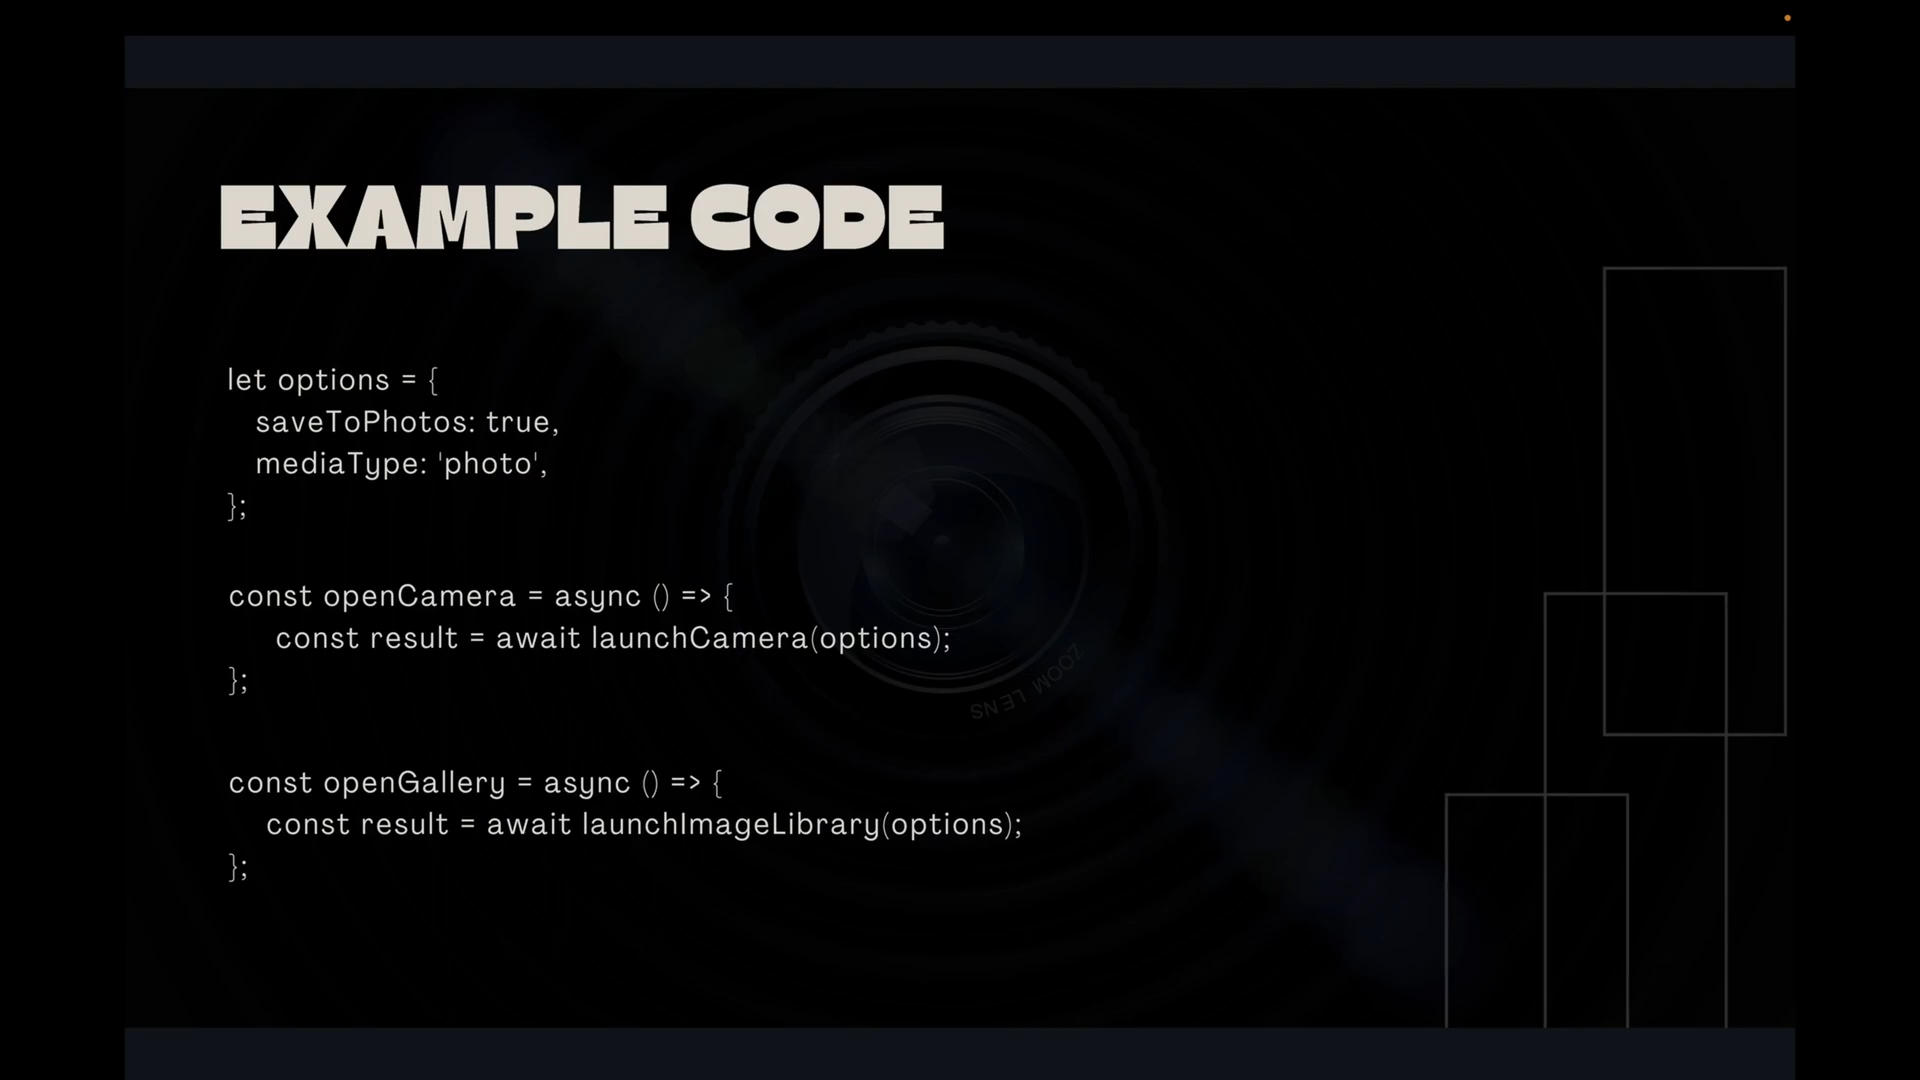 EXAMPLE CODE
let options = {
saveToPhotos: true,
mediaType: 'photo',
};
const openCamera = async () => {
const result = await launchCamera(options);
};
ZOOM LENS
const openGallery = async () => {
const result = await launchImageLibrary(options);
};